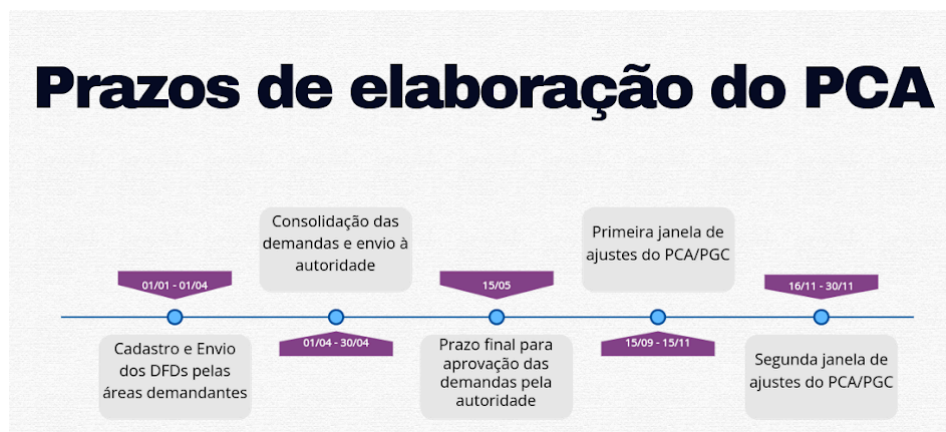 Prazos de elaboração do PCA
01/01 - 01/04
Cadastro e Envio
dos DFDs pelas
áreas demandantes
Consolidação das
demandas e envio à
autoridade
01/04 - 30/04
15/05
Prazo final para
aprovação das
demandas pela
autoridade
Primeira janela de
ajustes do PCA/PGC
15/09 - 15/11
16/11 - 30/11
Segunda janela de
ajustes do PCA/PGC